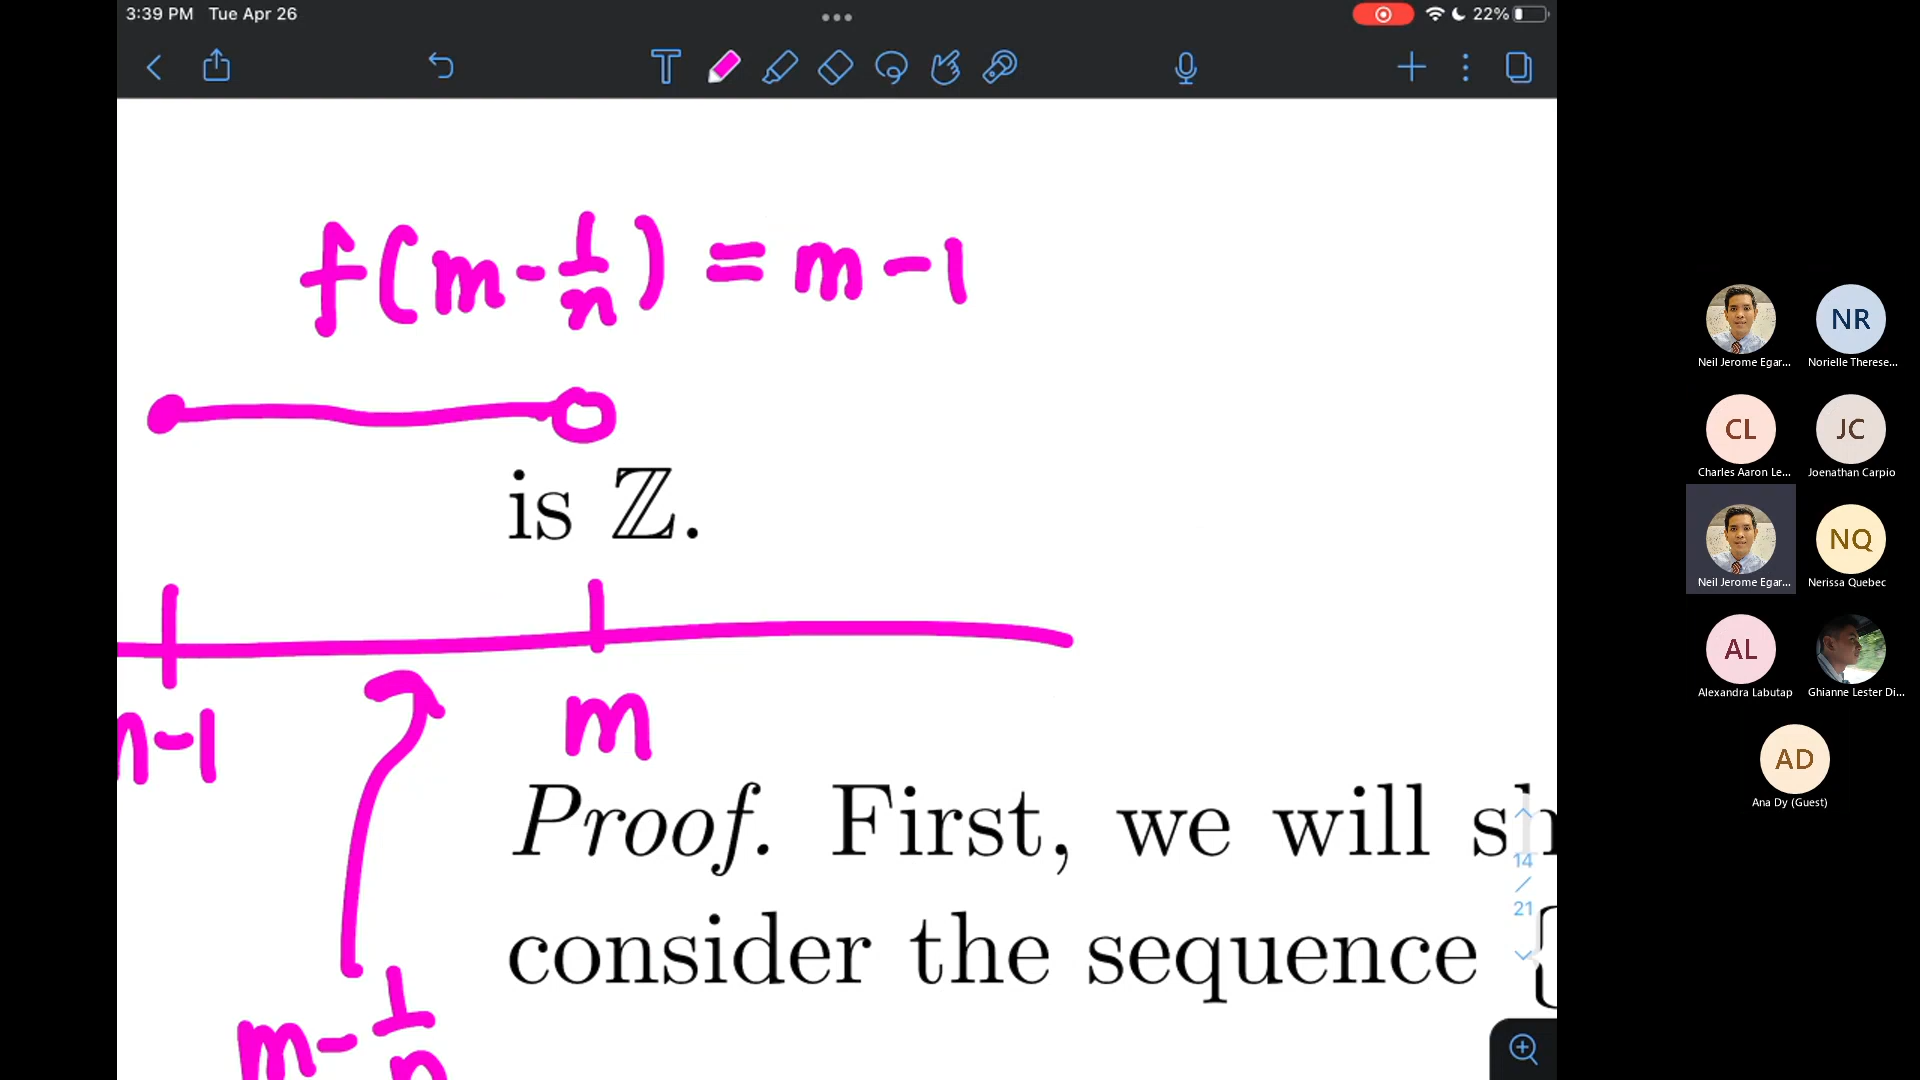 3:39 PM Tue Apr 26
22%
f(m-1/n) = m-1
is ℤ.
m-1
m
Proof. First, we will sh
consider the sequence {
m-1/n
14
/
21
Neil Jerome Egar...
NR
Norielle Therese...
CL
Charles Aaron Le...
JC
Joenathan Carpio
Neil Jerome Egar...
NQ
Nerissa Quebec
AL
Alexandra Labutap
Ghianne Lester Di...
AD
Ana Dy (Guest)